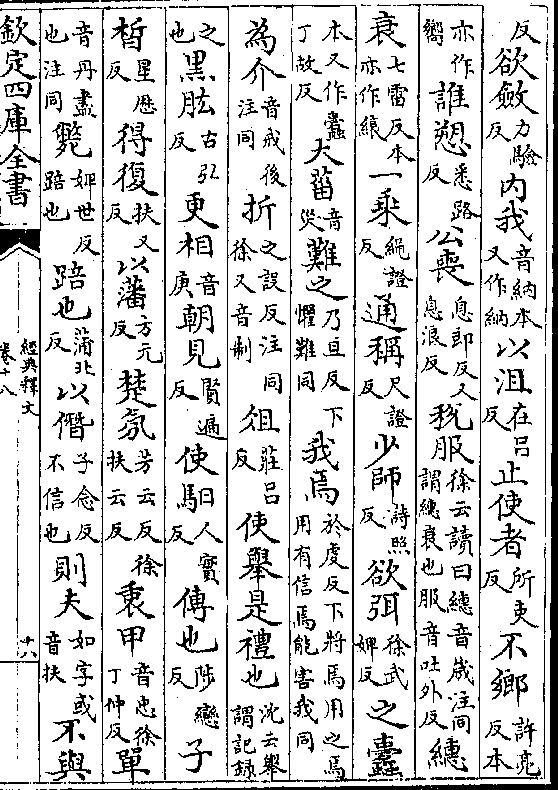 反欲斂力驗反內我音納本又作納以沮在呂反止使者所吏反不鄉許亮反本
亦作嚮誰愬悉路反公喪息即反又息浪反稅服徐云讀曰繐音歲注同謂繐衰也服音吐外反繐
衰七雷反本亦作縗一乘繩證反通稱尺證反少師詩照反欲弭徐武婢反之蠹
本又作螙丁故反大菑音災難之乃旦反下懼難同我焉於虔反下將焉用之焉用有信焉能害我同
為介音戒後注同折之設反注同徐又音制俎莊呂反使舉是禮也沈云舉謂記錄
之也黑肱古弘反更相音庚朝見賢遍反使馹人實反傳也陟戀反子
晳星歷反得復扶又反以藩方元反楚氛芳云反徐扶云反衷甲音忠徐丁仲反單
音丹盡也注同斃婢世反踣也踣也蒲北反以僭子念反不信也則夫如字或音扶不與
欽定四庫全書
經典釋文
卷十八
十八